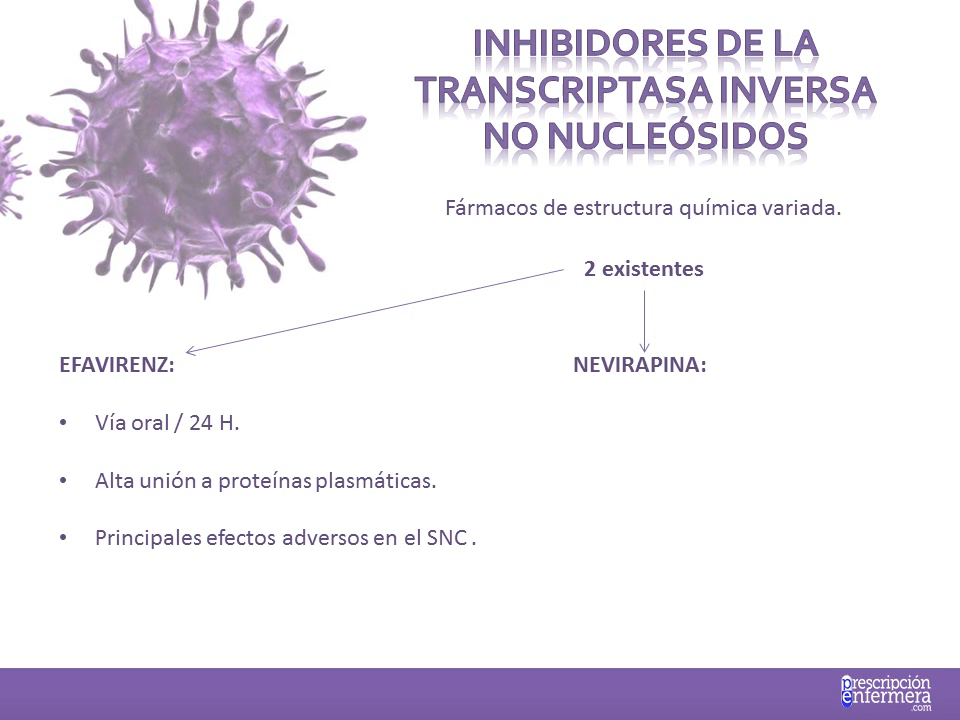 INHIBIDORES DE LA
TRANSCRIPTASA INVERSA
NO NUCLEÓSIDOS
Fármacos de estructura química variada.
2 existentes
EFAVIRENZ:
NEVIRAPINA:
• Vía oral / 24 H.
• Alta unión a proteínas plasmáticas.
• Principales efectos adversos en el SNC .
prescripción
enfermera
.com